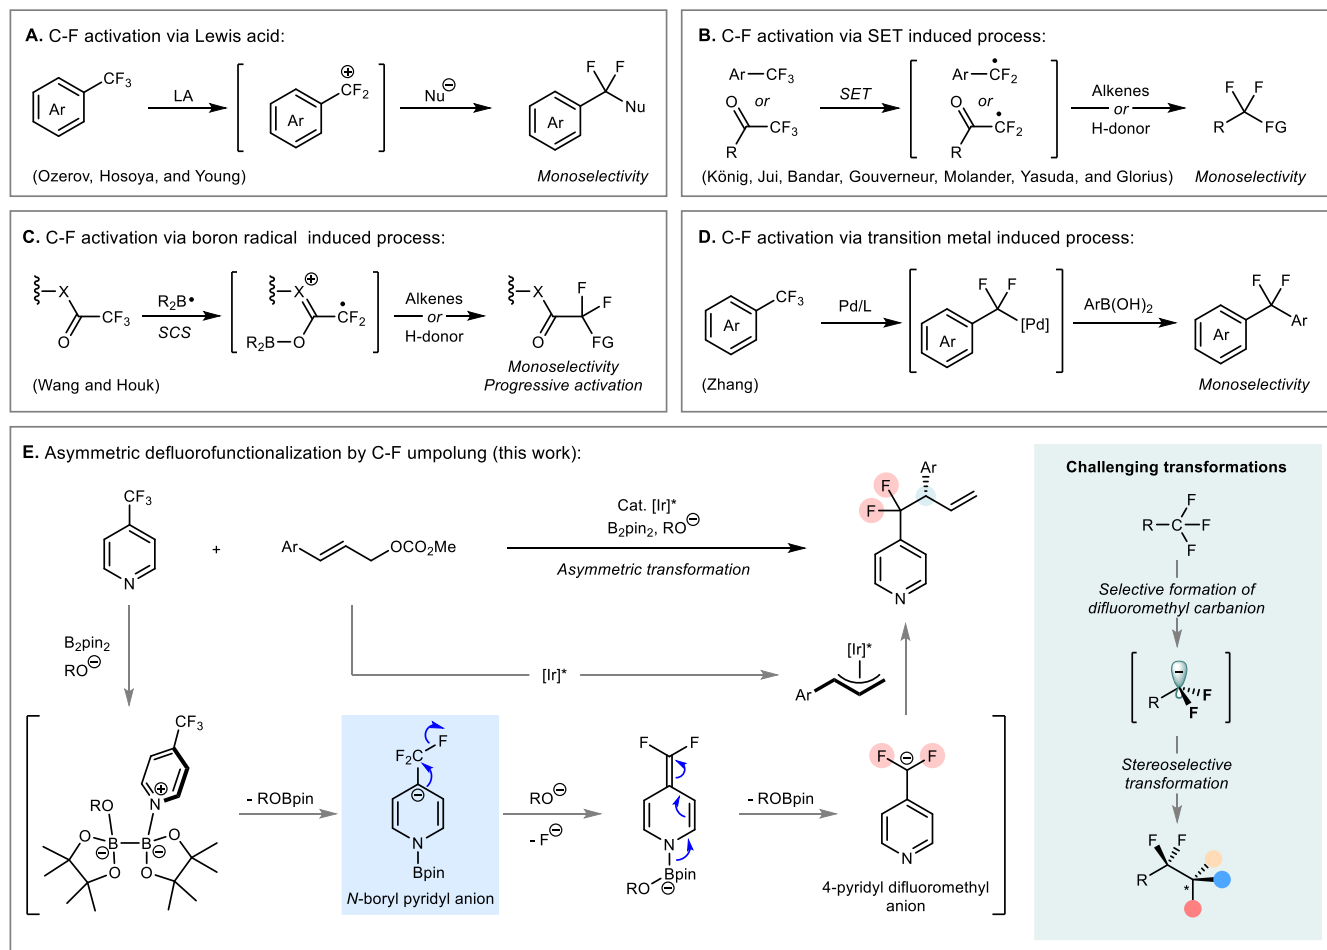 A. C-F activation via Lewis acid:
CF3
Ar
LA
⊕
CF2
Ar
Nu⊖
F F
Nu
Ar
(Ozerov, Hosoya, and Young)
Monoselectivity
B. C-F activation via SET induced process:
Ar CF3
or
O
CF3
R
SET
•
Ar CF2
or
O
•
CF2
R
Alkenes
or
H-donor
F F
R FG
(König, Jui, Bandar, Gouverneur, Molander, Yasuda, and Glorius)
Monoselectivity
C. C-F activation via boron radical induced process:
X
CF3
O
R2B•
SCS
X⊕
•
CF2
R2B O
Alkenes
or
H-donor
X
F
F
O
FG
(Wang and Houk)
Monoselectivity
Progressive activation
D. C-F activation via transition metal induced process:
CF3
Ar
Pd/L
F F
[Pd]
Ar
ArB(OH)2
F F
Ar
Ar
(Zhang)
Monoselectivity
E. Asymmetric defluorofunctionalization by C-F umpolung (this work):
CF3
N
+
Ar
OCO2Me
Cat. [Ir]*
B2pin2, RO⊖
Asymmetric transformation
Ar
F
F
N
B2pin2
RO⊖
[Ir]*
[Ir]*
Ar
CF3
N
+
RO
B B
⊖ ⊖
O O
O O
- ROBpin
F
F2C
⊖
N
Bpin
N-boryl pyridyl anion
RO⊖
- F⊖
F F
N
Bpin
RO ⊖
- ROBpin
F ⊖ F
C
N
4-pyridyl difluoromethyl
anion
Challenging transformations
F
R C F
F
Selective formation of
difluoromethyl carbanion
−
R C F
F
Stereoselective
transformation
F F
R
*